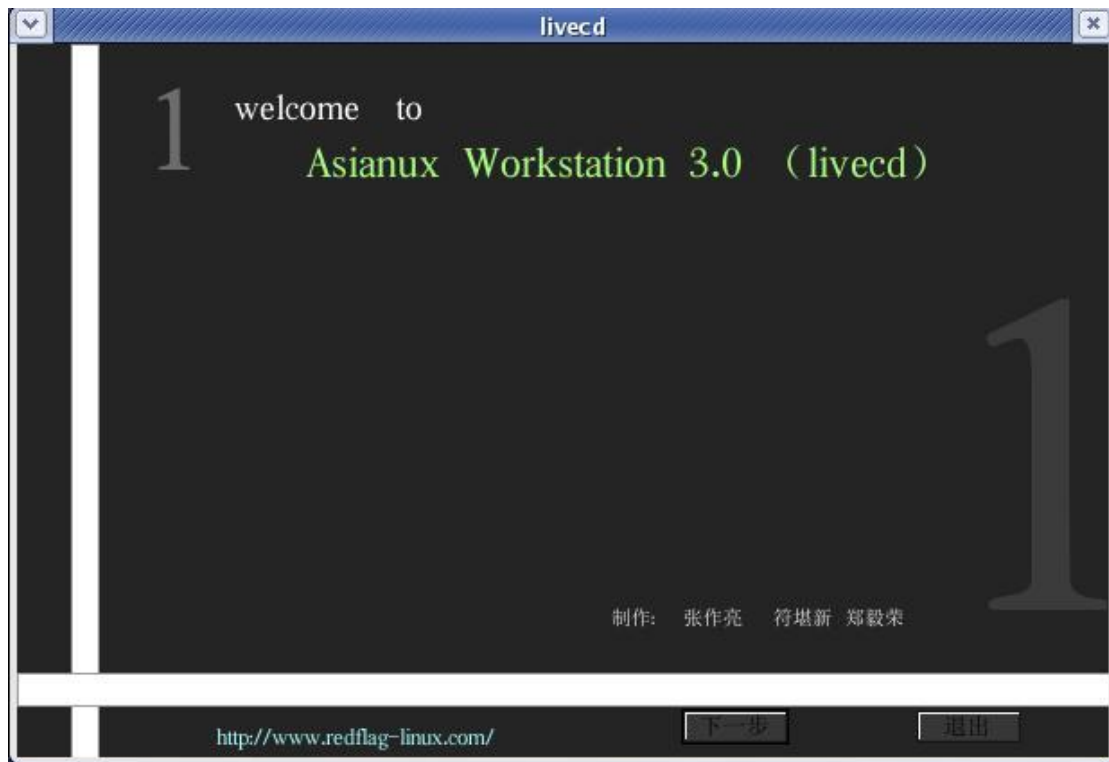 livecd
1
welcome to
Asianux Workstation 3.0 （livecd）
1
制作: 张作亮 符堪新 郑毅荣
http://www.redflag-linux.com/
下一步 退出